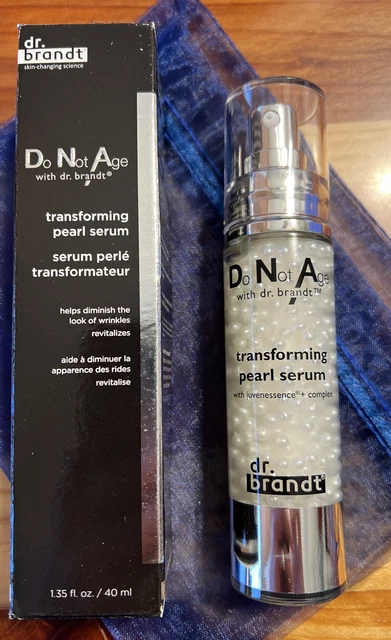 dr.
brandt®
skin-changing science
Do Not Age
with dr. brandt®
transforming
pearl serum
serum perlé
transformateur
helps diminish the
look of wrinkles
revitalizes
aide à diminuer la
apparence des rides
revitalise
1.35 fl. oz. / 40 ml
Do Not Age
with dr. brandt™
transforming
pearl serum
with juvenessence®+ complex
dr.
brandt®